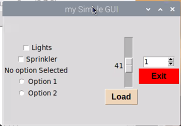 my Simple GUI
Lights
Sprinkler
No option Selected
Option 1
Option 2
41
1
Exit
Load